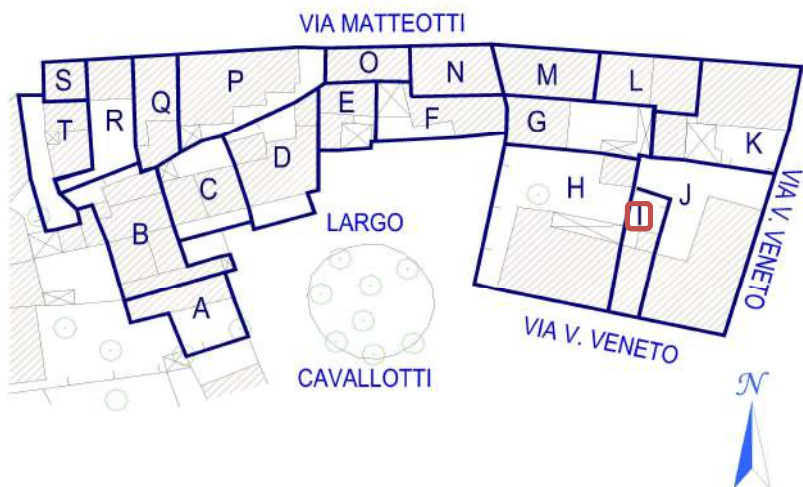 VIA MATTEOTTI
S
T
R
Q
P
O
N
M
L
E
F
G
K
D
C
B
A
H
I
J
LARGO
CAVALLOTTI
VIA V. VENETO
VIA V. VENETO
N